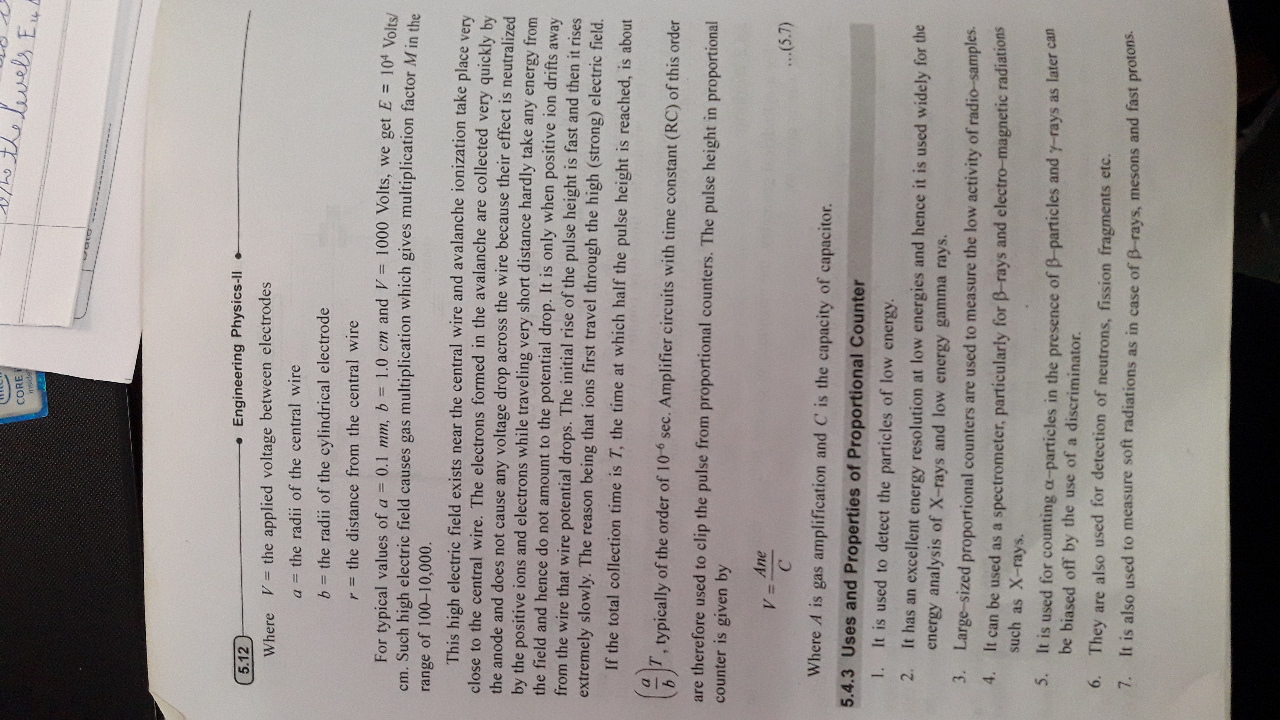 CORE i
inside
b/w the levels E4
Date
5.12
Engineering Physics-II
Where V = the applied voltage between electrodes
a = the radii of the central wire
b = the radii of the cylindrical electrode
r = the distance from the central wire
For typical values of a = 0.1 mm, b = 1.0 cm and V = 1000 Volts, we get E = 10⁴ Volts/
cm. Such high electric field causes gas multiplication which gives multiplication factor M in the
range of 100–10,000.
This high electric field exists near the central wire and avalanche ionization take place very
close to the central wire. The electrons formed in the avalanche are collected very quickly by
the anode and does not cause any voltage drop across the wire because their effect is neutralized
by the positive ions and electrons while traveling very short distance hardly take any energy from
the field and hence do not amount to the potential drop. It is only when positive ion drifts away
from the wire that wire potential drops. The initial rise of the pulse height is fast and then it rises
extremely slowly. The reason being that ions first travel through the high (strong) electric field.
If the total collection time is T, the time at which half the pulse height is reached, is about
(a/b)T, typically of the order of 10⁻⁶ sec. Amplifier circuits with time constant (RC) of this order
are therefore used to clip the pulse from proportional counters. The pulse height in proportional
counter is given by
V = Ane/C ...(5.7)
Where A is gas amplification and C is the capacity of capacitor.
5.4.3 Uses and Properties of Proportional Counter
1. It is used to detect the particles of low energy.
2. It has an excellent energy resolution at low energies and hence it is used widely for the
energy analysis of X-rays and low energy gamma rays.
3. Large–sized proportional counters are used to measure the low activity of radio–samples.
4. It can be used as a spectrometer, particularly for β–rays and electro–magnetic radiations
such as X–rays.
5. It is used for counting α–particles in the presence of β–particles and γ–rays as later can
be biased off by the use of a discriminator.
6. They are also used for detection of neutrons, fission fragments etc.
7. It is also used to measure soft radiations as in case of β–rays, mesons and fast protons.